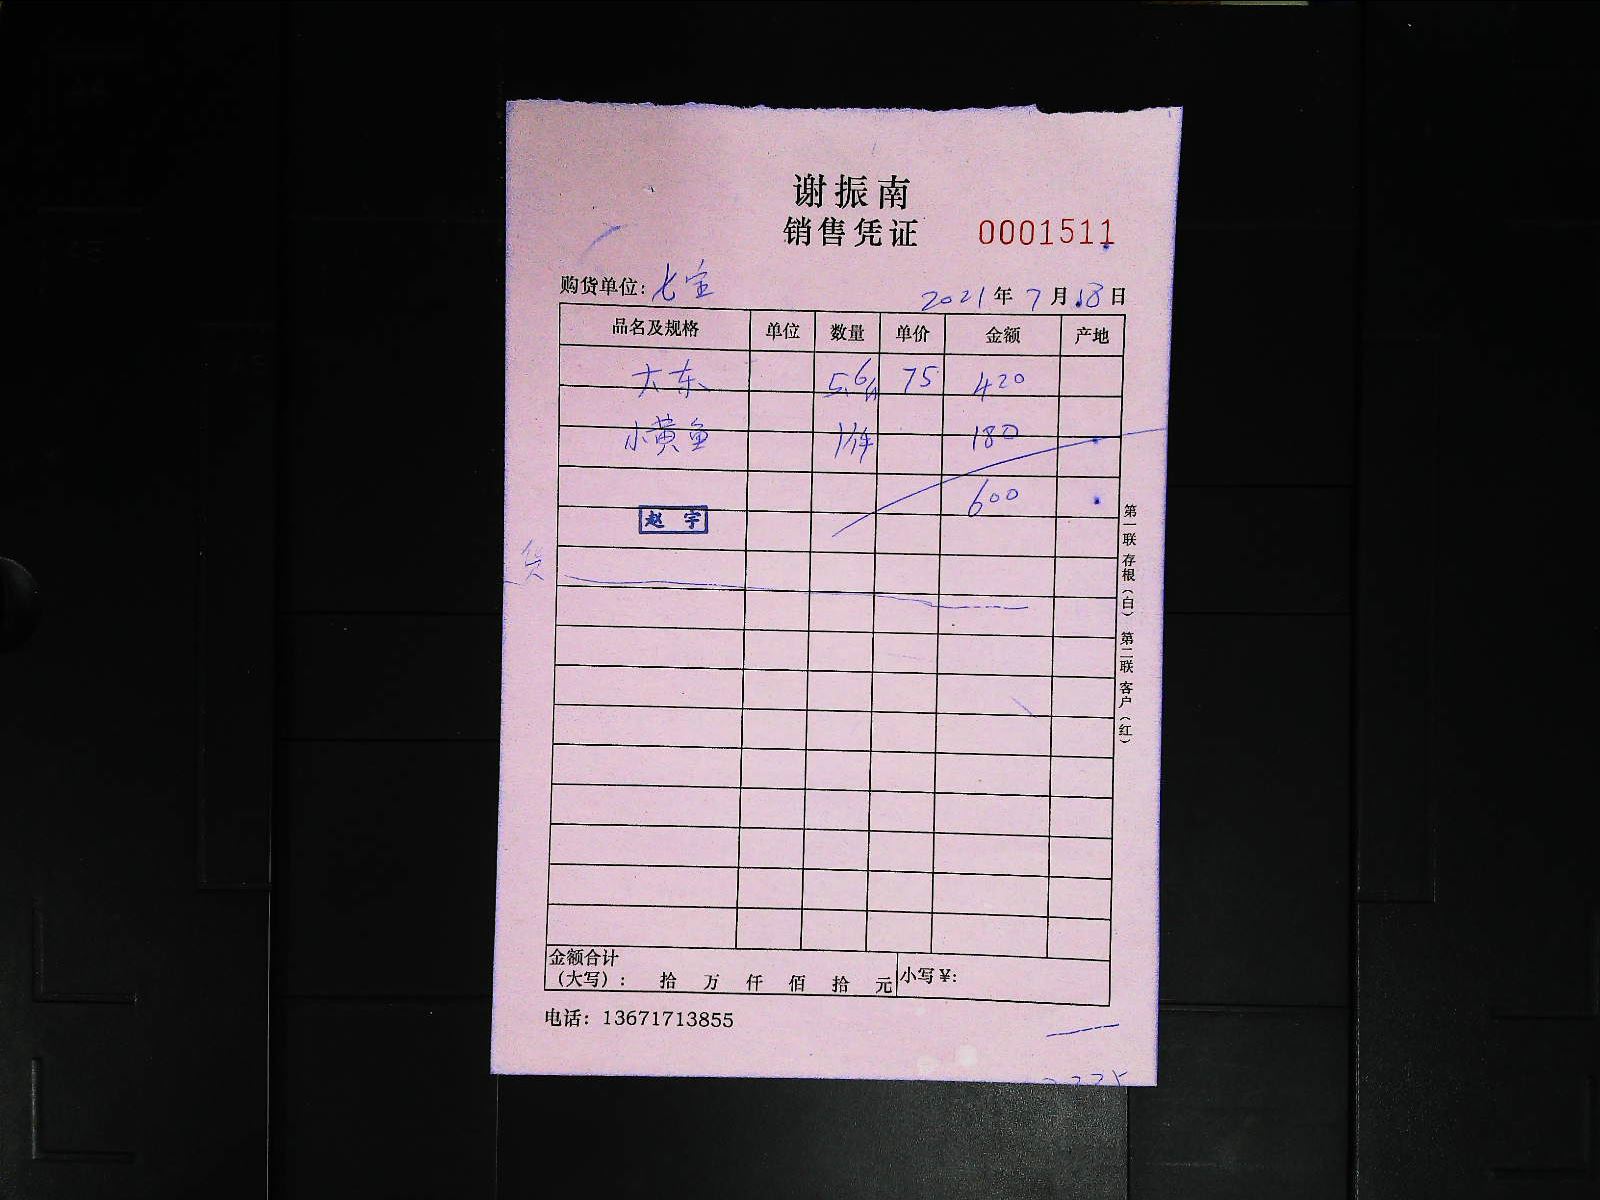 谢振南
销售凭证 0001511
购货单位：七宝 2021年7月18日
品名及规格 单位 数量 单价 金额 产地
大东 5.6斤 75 420
小黄鱼 1件 180
600
赵宇
金额合计
（大写）： 拾 万 仟 佰 拾 元 小写¥:
电话：13671713855
第一联 存根（白） 第二联 客户（红）